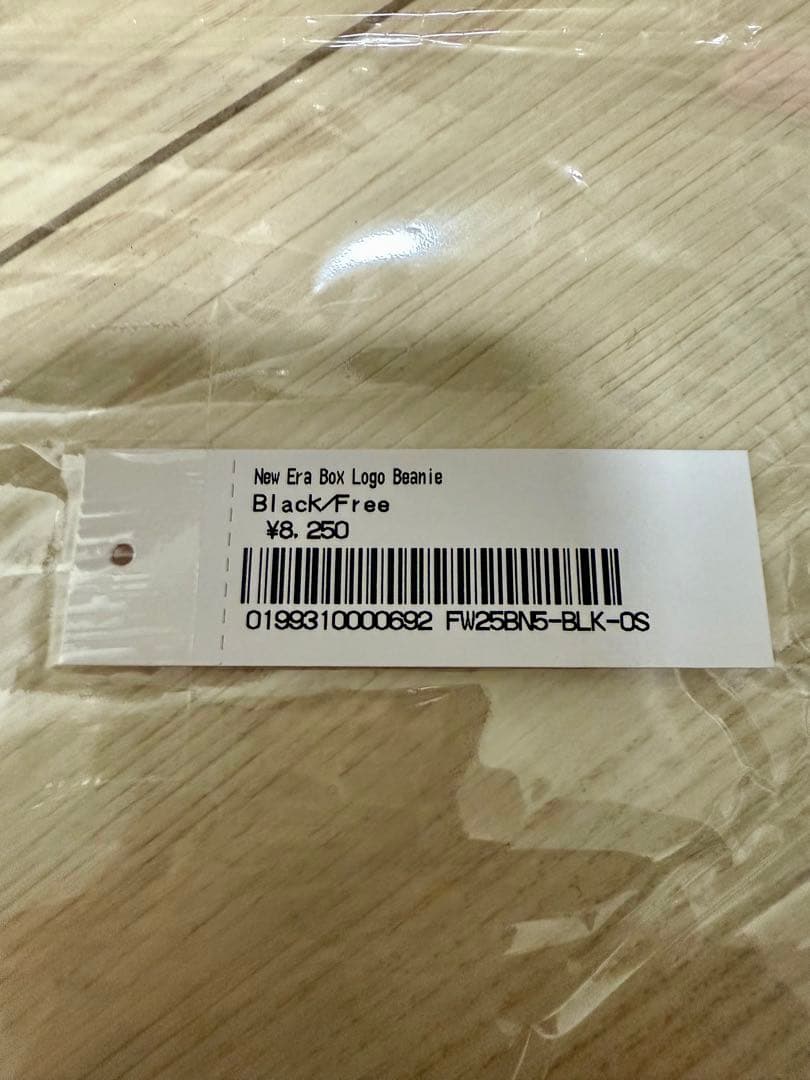 New Era Box Logo Beanie
Black/Free
¥8,250
0199310000692 FW25BN5-BLK-OS